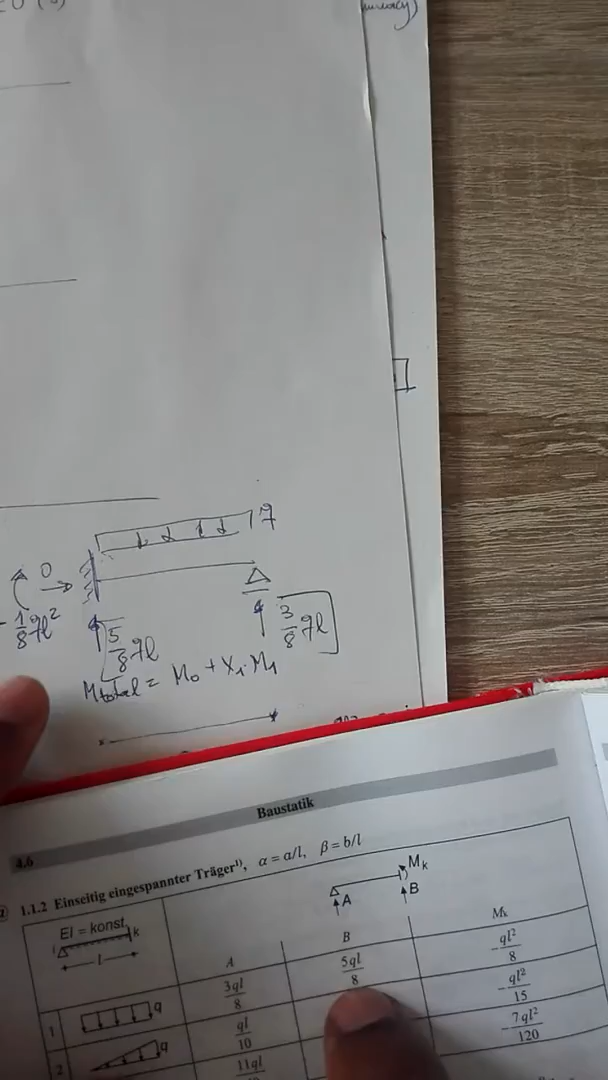 q
0
-1/8 ql²
5/8 ql
3/8 ql
Mtotal = M₀ + X₁·M₁
4.6
Baustatik
1.1.2 Einseitig eingespannter Träger¹⁾, α = a/l, β = b/l
EI = konst.
i k
l
A B Mk
A B Mk
1 q 3ql/8 5ql/8 -ql²/8
2 q ql/10 -ql²/15
11ql -7ql²/120